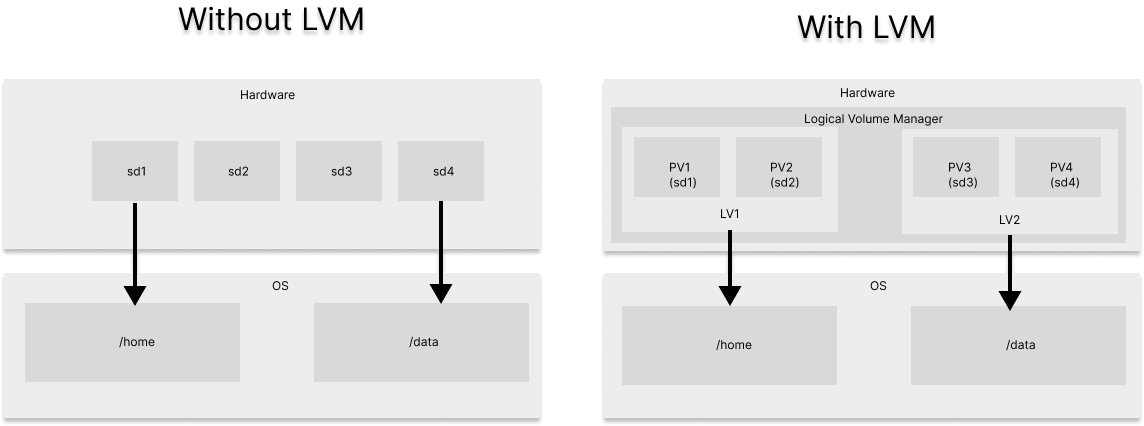 Without LVM
Hardware
sd1
sd2
sd3
sd4
OS
/home
/data
With LVM
Hardware
Logical Volume Manager
PV1
(sd1)
PV2
(sd2)
LV1
PV3
(sd3)
PV4
(sd4)
LV2
OS
/home
/data